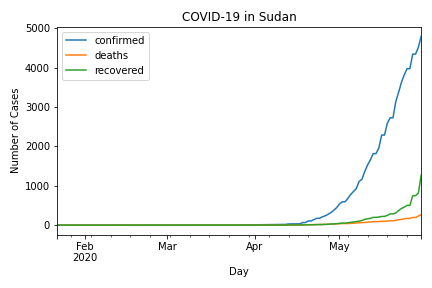 COVID-19 in Sudan
confirmed
deaths
recovered
5000
4000
3000
2000
1000
0
Number of Cases
Feb
2020
Mar
Apr
May
Day